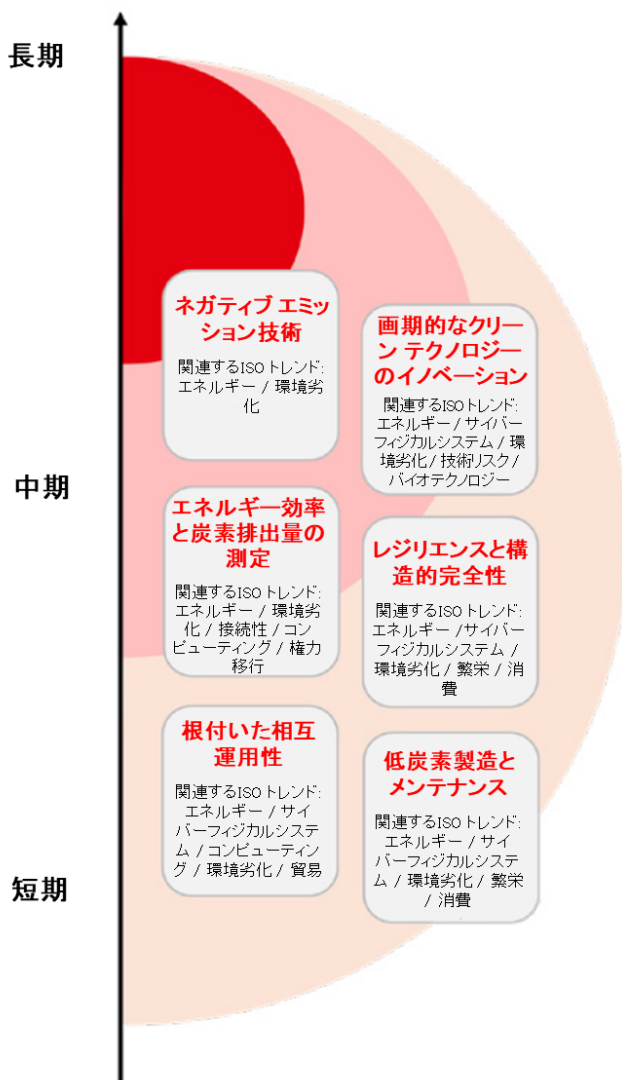 長期
ネガティブ エミッ
ション技術
関連するISO トレンド:
エネルギー / 環境劣
化
画期的なクリー
ン テクノロジー
のイノベーション
関連するISO トレンド:
エネルギー / サイバー
フィジカルシステム / 環
境劣化 / 技術リスク /
バイオテクノロジー
中期
エネルギー効率
と炭素排出量の
測定
関連するISO トレンド:
エネルギー / 環境劣
化 / 接続性 / コン
ピューティング / 権力
移行
レジリエンスと構
造的完全性
関連するISO トレンド:
エネルギー /サイバー
フィジカルシステム /
環境劣化 / 繁栄 / 消
費
根付いた相互
運用性
関連するISO トレンド:
エネルギー / サイ
バーフィジカルシステ
ム / コンピューティン
グ / 環境劣化 / 貿易
低炭素製造と
メンテナンス
関連するISO トレンド:
エネルギー / サイ
バーフィジカルシステ
ム / 環境劣化 / 繁栄
/ 消費
短期